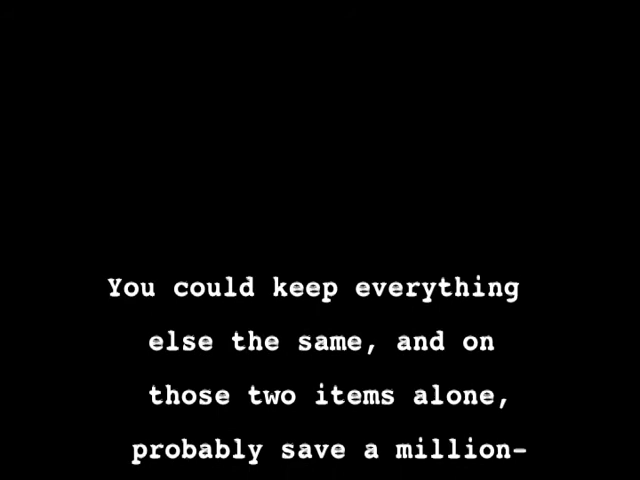 You could keep everything
else the same, and on
those two items alone,
probably save a million-